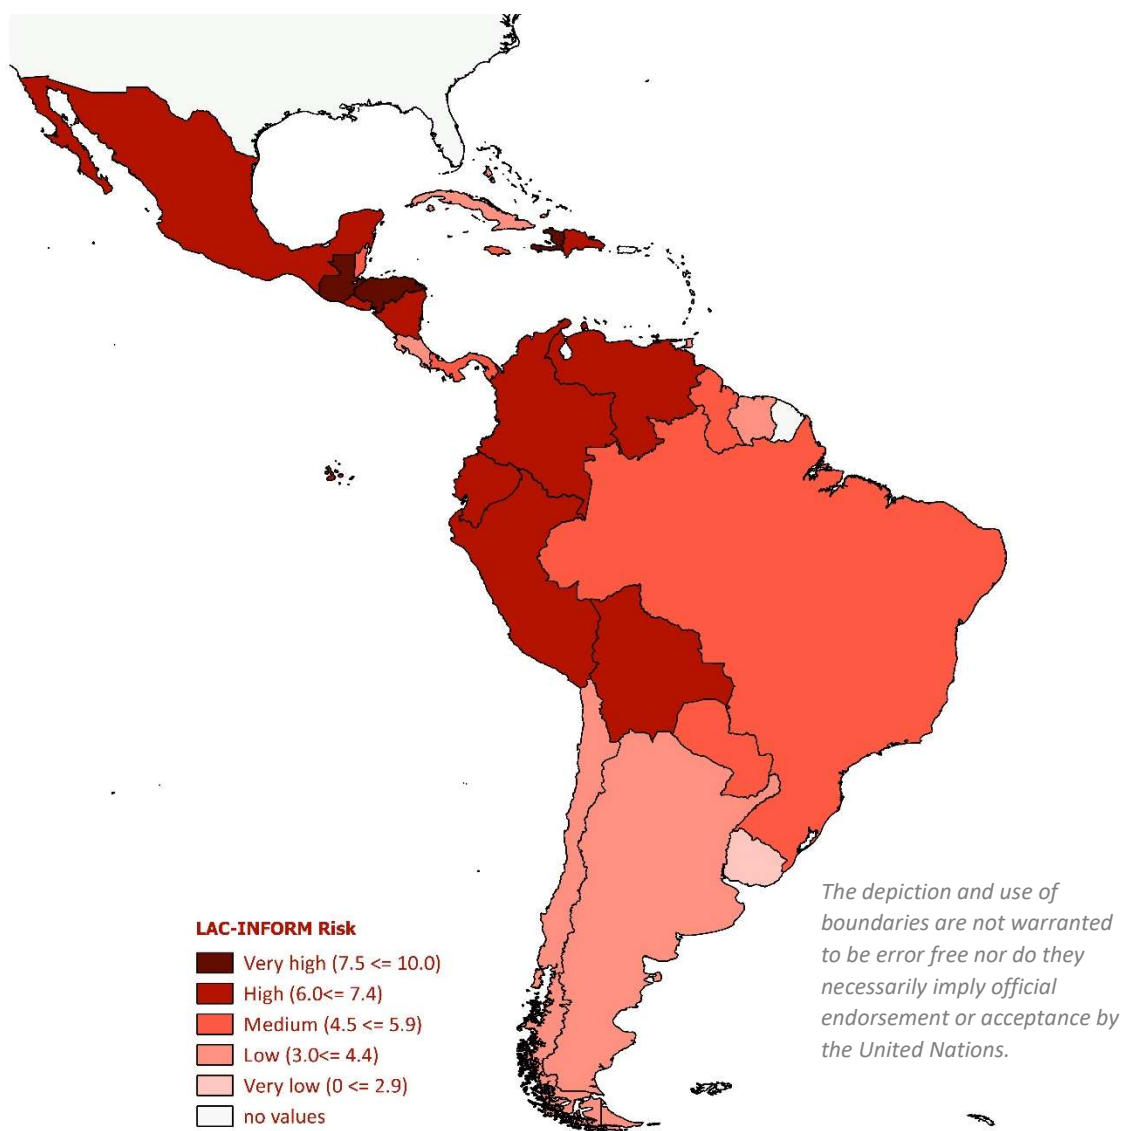 The depiction and use of
boundaries are not warranted
to be error free nor do they
necessarily imply official
endorsement or acceptance by
the United Nations.
LAC-INFORM Risk
Very high (7.5 <= 10.0)
High (6.0<= 7.4)
Medium (4.5 <= 5.9)
Low (3.0<= 4.4)
Very low (0 <= 2.9)
no values